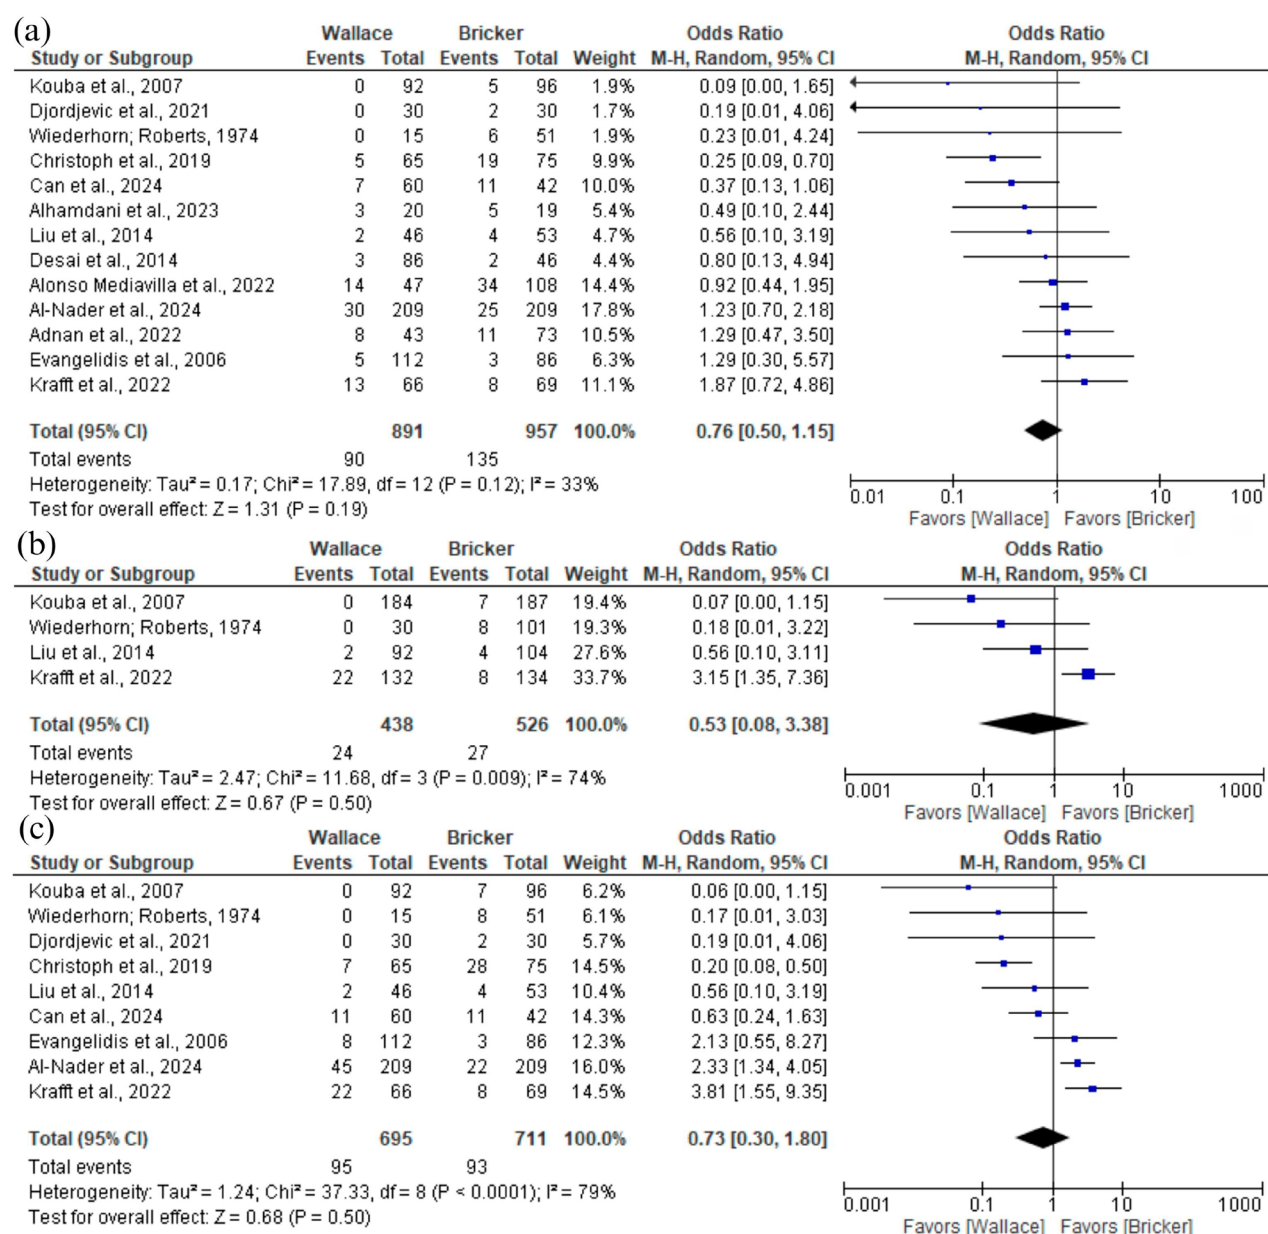 (a)
Wallace Bricker Odds Ratio Odds Ratio
Study or Subgroup Events Total Events Total Weight M-H, Random, 95% CI M-H, Random, 95% CI
Kouba et al., 2007 0 92 5 96 1.9% 0.09 [0.00, 1.65]
Djordjevic et al., 2021 0 30 2 30 1.7% 0.19 [0.01, 4.06]
Wiederhorn; Roberts, 1974 0 15 6 51 1.9% 0.23 [0.01, 4.24]
Christoph et al., 2019 5 65 19 75 9.9% 0.25 [0.09, 0.70]
Can et al., 2024 7 60 11 42 10.0% 0.37 [0.13, 1.06]
Alhamdani et al., 2023 3 20 5 19 5.4% 0.49 [0.10, 2.44]
Liu et al., 2014 2 46 4 53 4.7% 0.56 [0.10, 3.19]
Desai et al., 2014 3 86 2 46 4.4% 0.80 [0.13, 4.94]
Alonso Mediavilla et al., 2022 14 47 34 108 14.4% 0.92 [0.44, 1.95]
Al-Nader et al., 2024 30 209 25 209 17.8% 1.23 [0.70, 2.18]
Adnan et al., 2022 8 43 11 73 10.5% 1.29 [0.47, 3.50]
Evangelidis et al., 2006 5 112 3 86 6.3% 1.29 [0.30, 5.57]
Krafft et al., 2022 13 66 8 69 11.1% 1.87 [0.72, 4.86]
Total (95% CI) 891 957 100.0% 0.76 [0.50, 1.15]
Total events 90 135
Heterogeneity: Tau² = 0.17; Chi² = 17.89, df = 12 (P = 0.12); I² = 33%
Test for overall effect: Z = 1.31 (P = 0.19)
0.01 0.1 1 10 100
Favors [Wallace] Favors [Bricker]
(b)
Wallace Bricker Odds Ratio Odds Ratio
Study or Subgroup Events Total Events Total Weight M-H, Random, 95% CI M-H, Random, 95% CI
Kouba et al., 2007 0 184 7 187 19.4% 0.07 [0.00, 1.15]
Wiederhorn; Roberts, 1974 0 30 8 101 19.3% 0.18 [0.01, 3.22]
Liu et al., 2014 2 92 4 104 27.6% 0.56 [0.10, 3.11]
Krafft et al., 2022 22 132 8 134 33.7% 3.15 [1.35, 7.36]
Total (95% CI) 438 526 100.0% 0.53 [0.08, 3.38]
Total events 24 27
Heterogeneity: Tau² = 2.47; Chi² = 11.68, df = 3 (P = 0.009); I² = 74%
Test for overall effect: Z = 0.67 (P = 0.50)
0.001 0.1 1 10 1000
Favors [Wallace] Favors [Bricker]
(c)
Wallace Bricker Odds Ratio Odds Ratio
Study or Subgroup Events Total Events Total Weight M-H, Random, 95% CI M-H, Random, 95% CI
Kouba et al., 2007 0 92 7 96 6.2% 0.06 [0.00, 1.15]
Wiederhorn; Roberts, 1974 0 15 8 51 6.1% 0.17 [0.01, 3.03]
Djordjevic et al., 2021 0 30 2 30 5.7% 0.19 [0.01, 4.06]
Christoph et al., 2019 7 65 28 75 14.5% 0.20 [0.08, 0.50]
Liu et al., 2014 2 46 4 53 10.4% 0.56 [0.10, 3.19]
Can et al., 2024 11 60 11 42 14.3% 0.63 [0.24, 1.63]
Evangelidis et al., 2006 8 112 3 86 12.3% 2.13 [0.55, 8.27]
Al-Nader et al., 2024 45 209 22 209 16.0% 2.33 [1.34, 4.05]
Krafft et al., 2022 22 66 8 69 14.5% 3.81 [1.55, 9.35]
Total (95% CI) 695 711 100.0% 0.73 [0.30, 1.80]
Total events 95 93
Heterogeneity: Tau² = 1.24; Chi² = 37.33, df = 8 (P < 0.0001); I² = 79%
Test for overall effect: Z = 0.68 (P = 0.50)
0.001 0.1 1 10 1000
Favors [Wallace] Favors [Bricker]